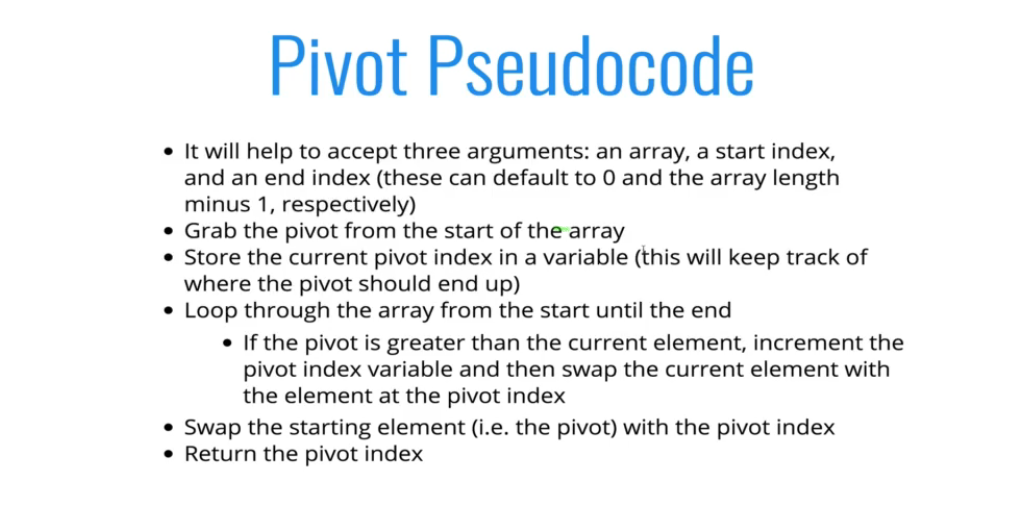 Pivot Pseudocode
• It will help to accept three arguments: an array, a start index,
and an end index (these can default to 0 and the array length
minus 1, respectively)
• Grab the pivot from the start of the array
• Store the current pivot index in a variable (this will keep track of
where the pivot should end up)
• Loop through the array from the start until the end
• If the pivot is greater than the current element, increment the
pivot index variable and then swap the current element with
the element at the pivot index
• Swap the starting element (i.e. the pivot) with the pivot index
• Return the pivot index